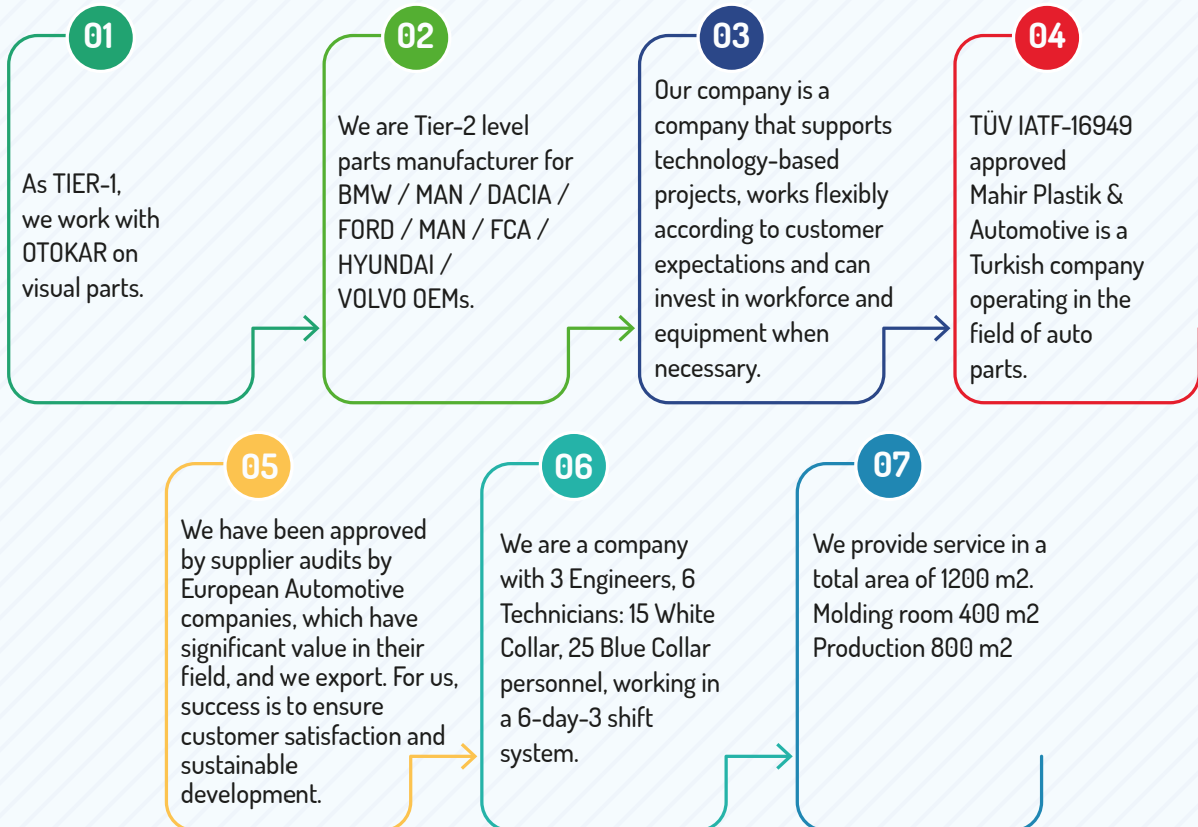 01
As TIER-1,
we work with
OTOKAR on
visual parts.
02
We are Tier-2 level
parts manufacturer for
BMW / MAN / DACIA /
FORD / MAN / FCA /
HYUNDAI /
VOLVO OEMs.
03
Our company is a
company that supports
technology-based
projects, works flexibly
according to customer
expectations and can
invest in workforce and
equipment when
necessary.
04
TÜV IATF-16949
approved
Mahir Plastik &
Automotive is a
Turkish company
operating in the
field of auto
parts.
05
We have been approved
by supplier audits by
European Automotive
companies, which have
significant value in their
field, and we export. For us,
success is to ensure
customer satisfaction and
sustainable
development.
06
We are a company
with 3 Engineers, 6
Technicians: 15 White
Collar, 25 Blue Collar
personnel, working in
a 6-day-3 shift
system.
07
We provide service in a
total area of 1200 m2.
Molding room 400 m2
Production 800 m2